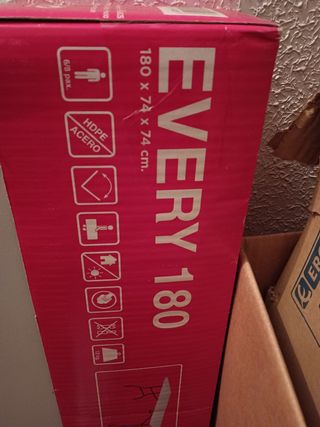 EVERY 180
180 x 74 x 74 cm.
6/8 pax.
HDPE
ACERO